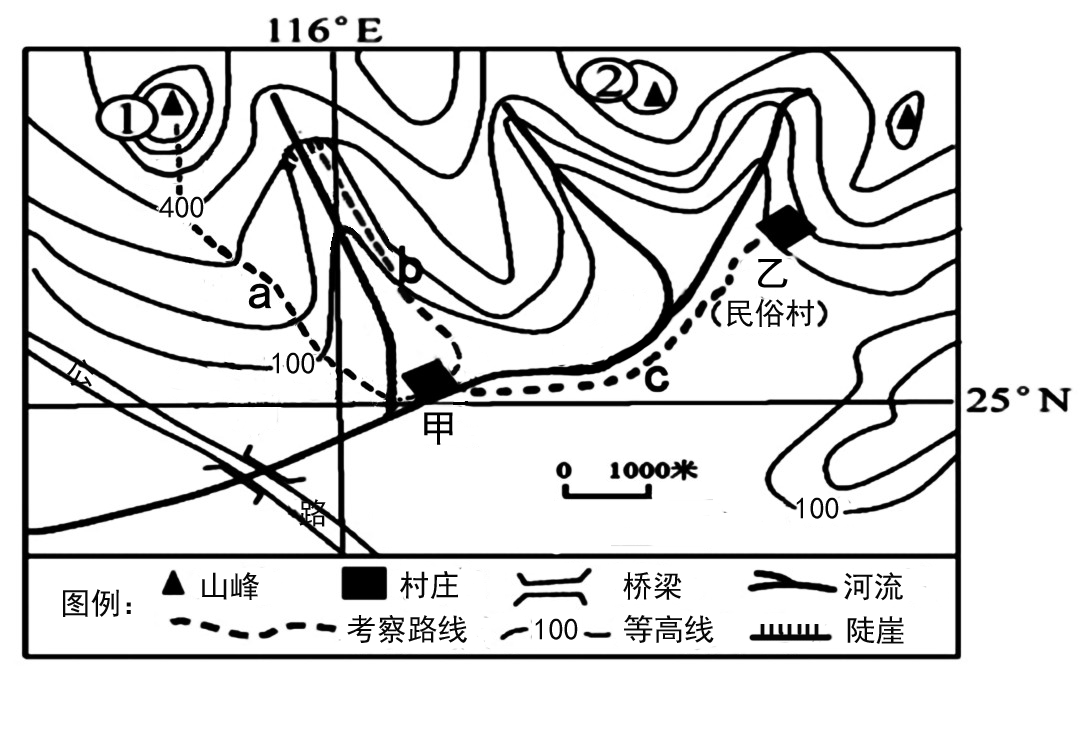 116°E
①
②
400
b
a
乙
(民俗村)
公
100
c
25°N
甲
0 1000米
路
100
图例:
山峰
村庄
桥梁
河流
考察路线
100
等高线
陡崖